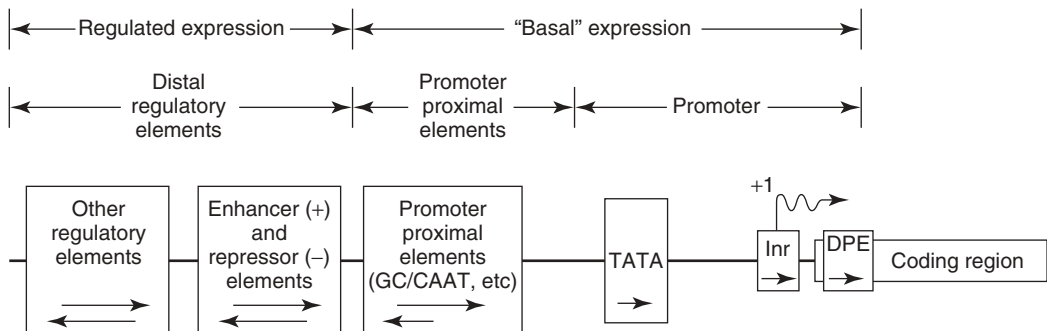 Regulated expression
“Basal” expression
Distal
regulatory
elements
Promoter
proximal
elements
Promoter
Other
regulatory
elements
Enhancer (+)
and
repressor (–)
elements
Promoter
proximal
elements
(GC/CAAT, etc)
TATA
+1
Inr
DPE
Coding region